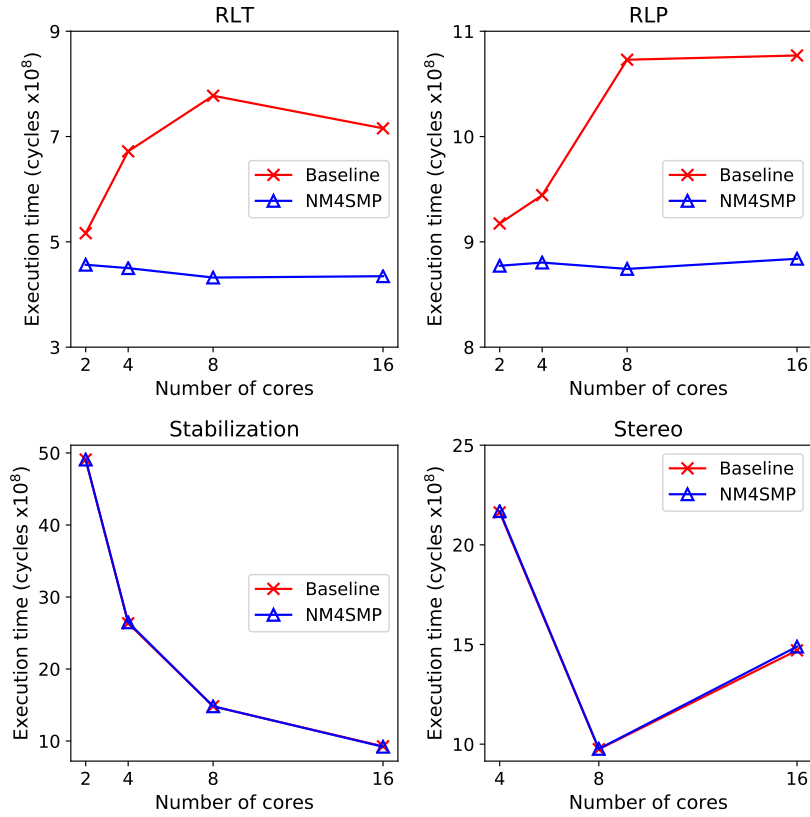 RLT
9
7
5
3
Execution time (cycles x10⁸)
Baseline
NM4SMP
2 4 8 16
Number of cores
RLP
11
10
9
8
Execution time (cycles x10⁸)
Baseline
NM4SMP
2 4 8 16
Number of cores
Stabilization
50
40
30
20
10
Execution time (cycles x10⁸)
Baseline
NM4SMP
2 4 8 16
Number of cores
Stereo
25
20
15
10
Execution time (cycles x10⁸)
Baseline
NM4SMP
4 8 16
Number of cores